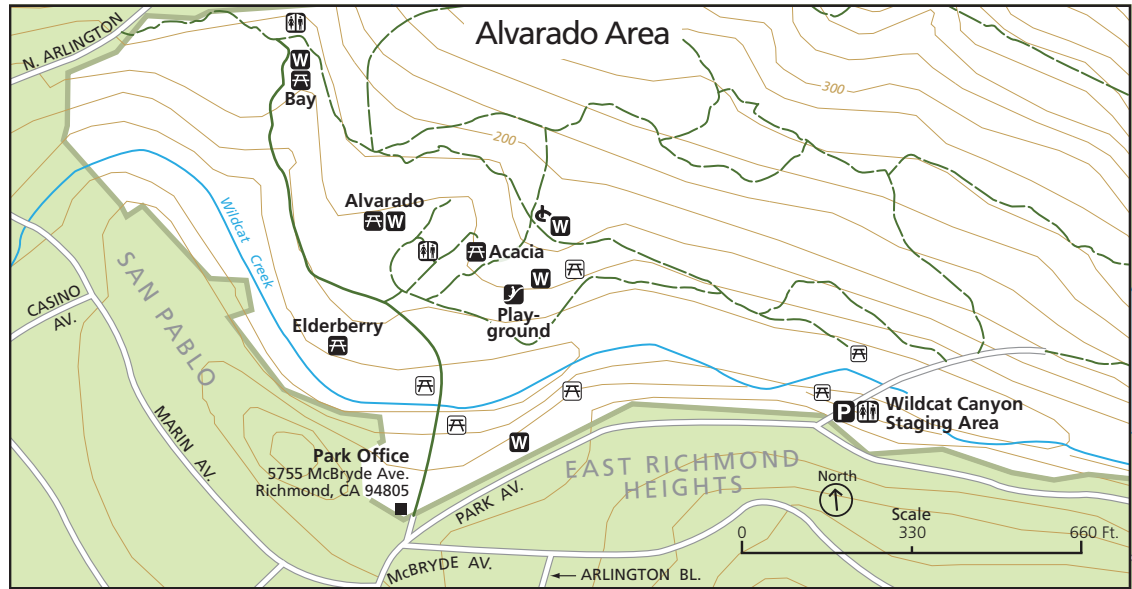 Alvarado Area
N. ARLINGTON
W
Bay
300
200
Alvarado
W
W
Acacia
W
Play-
ground
Wildcat Creek
SAN PABLO
CASINO
AV.
Elderberry
MARIN AV.
W
P
Wildcat Canyon
Staging Area
Park Office
5755 McBryde Ave.
Richmond, CA 94805
PARK AV.
EAST RICHMOND
HEIGHTS
North
Scale
0 330 660 Ft.
McBRYDE AV.
ARLINGTON BL.